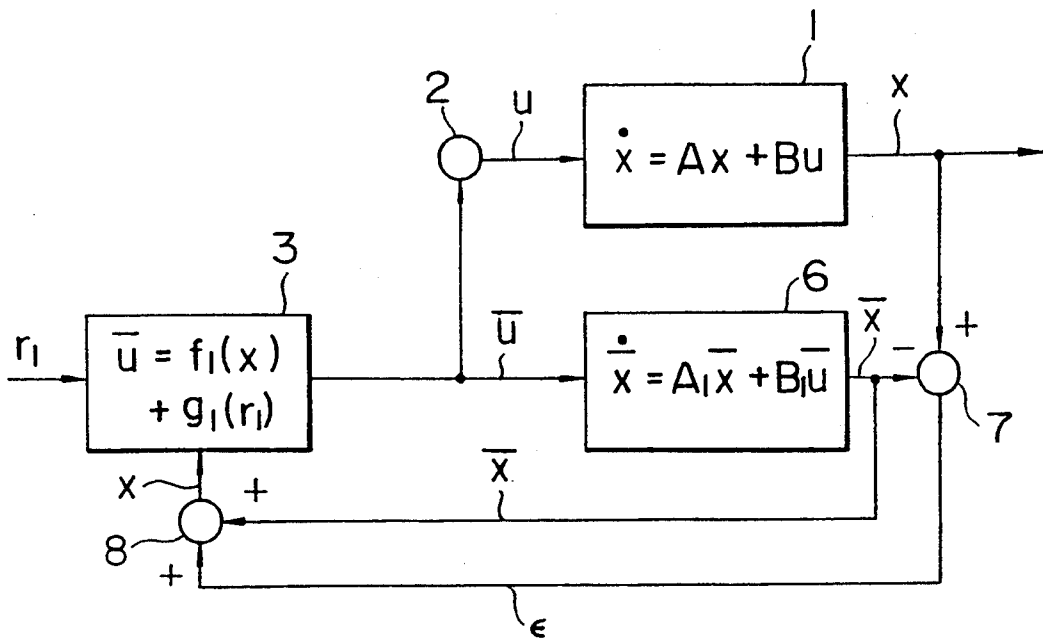 1
2
u
ẋ = Ax + Bu
x
3
6
r₁
ū = f₁(x)
+ g₁(r₁)
ū
x̄̇ = A₁x̄ + B₁ū
x̄
−
+
7
x
+
x̄
8
+
ε